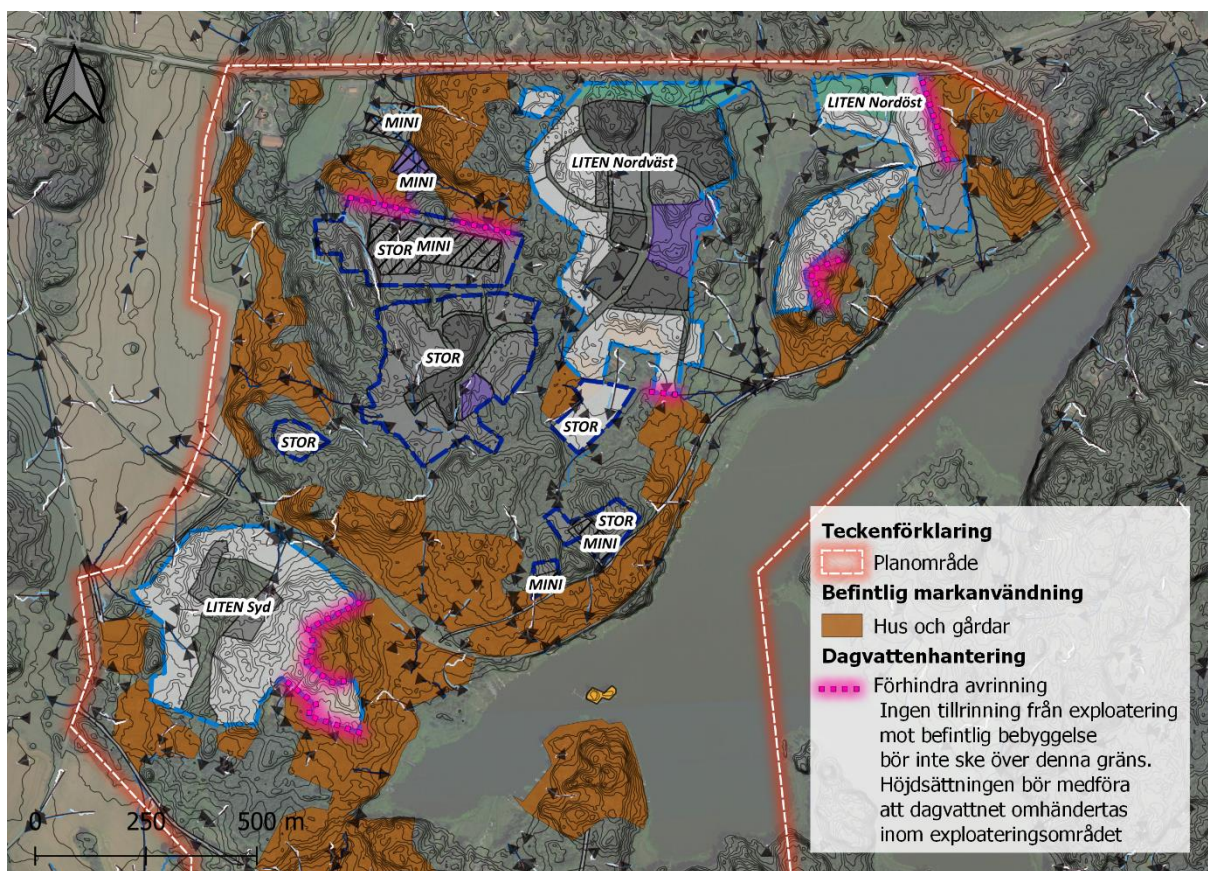 MINI
LITEN Nordöst
LITEN Nordväst
MINI
STOR MINI
STOR
STOR
STOR
STOR
MINI
MINI
LITEN Syd
0 250 500 m
Teckenförklaring
Planområde
Befintlig markanvändning
Hus och gårdar
Dagvattenhantering
Förhindra avrinning
Ingen tillrinning från exploatering
mot befintlig bebyggelse
bör inte ske över denna gräns.
Höjdsättningen bör medföra
att dagvattnet omhändertas
inom exploateringsområdet